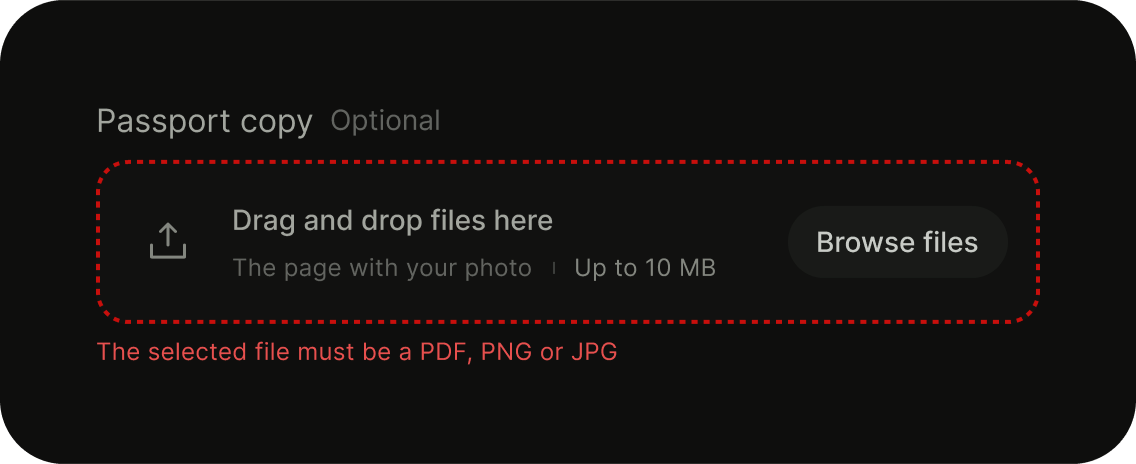 Passport copy Optional
Drag and drop files here
The page with your photo Up to 10 MB
Browse files
The selected file must be a PDF, PNG or JPG